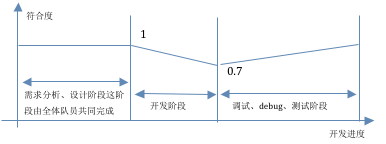 符合度
1
0.7
需求分析、设计阶段这阶
段由全体队员共同完成
开发阶段
调试、debug、测试阶段
开发进度